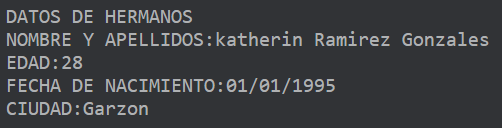 DATOS DE HERMANOS
NOMBRE Y APELLIDOS:katherin Ramirez Gonzales
EDAD:28
FECHA DE NACIMIENTO:01/01/1995
CIUDAD:Garzon